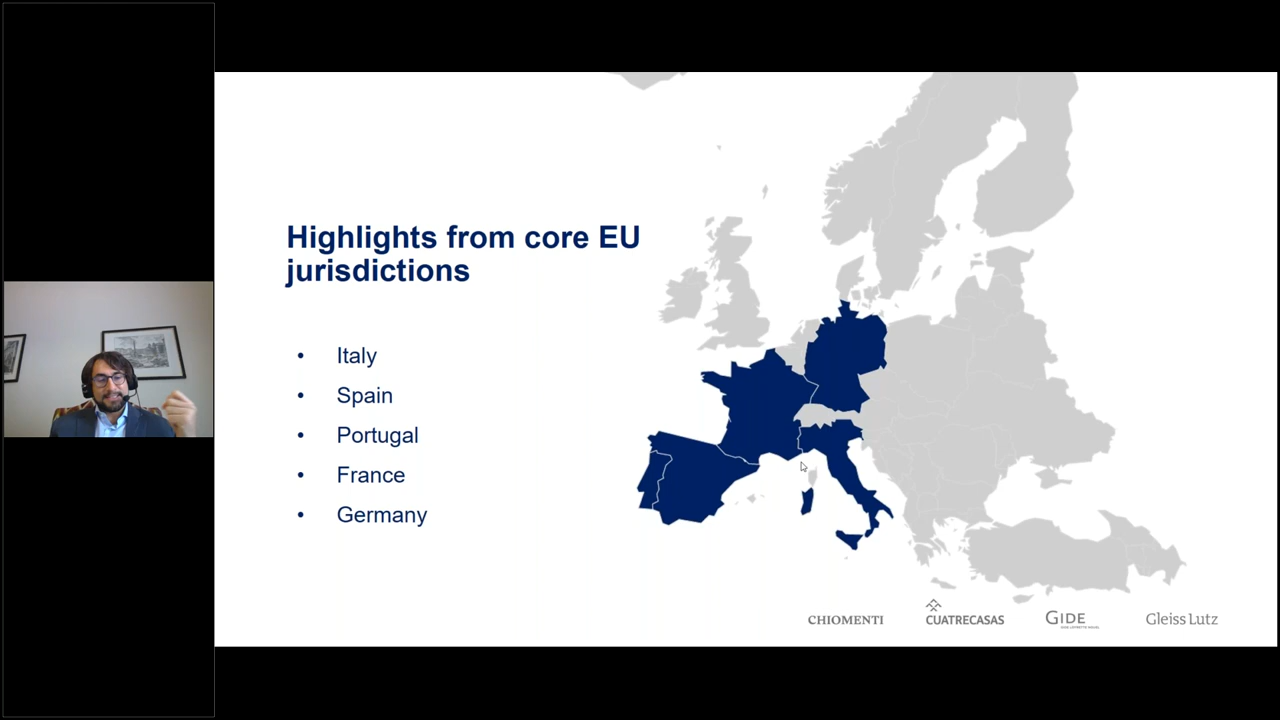 Highlights from core EU
jurisdictions
• Italy
• Spain
• Portugal
• France
• Germany
CHIOMENTI
CUATRECASAS
GIDE
Gleiss Lutz